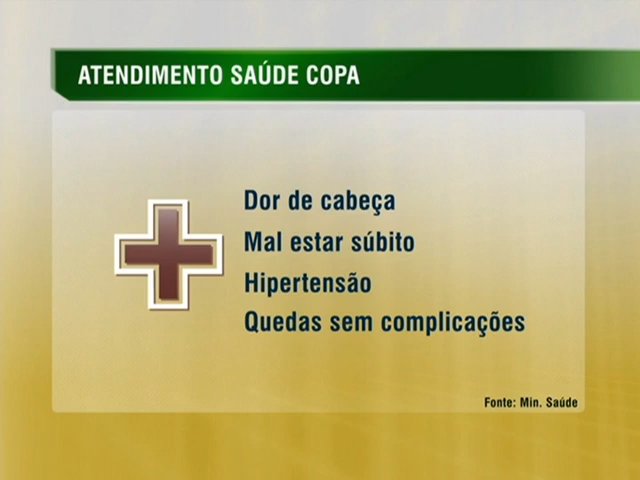 ATENDIMENTO SAÚDE COPA
Dor de cabeça
Mal estar súbito
Hipertensão
Quedas sem complicações
Fonte: Min. Saúde